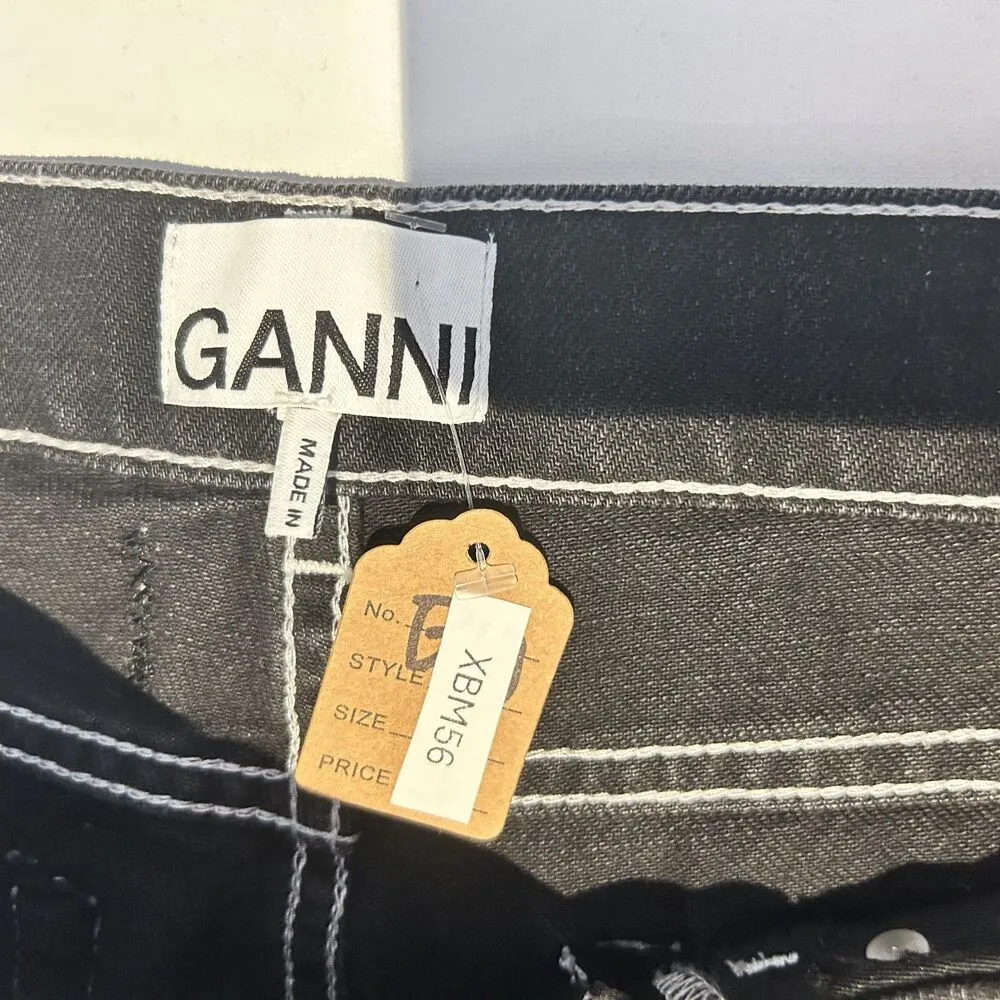 GANNI
MADE IN
No.
STYLE
SIZE
PRICE
XBM56